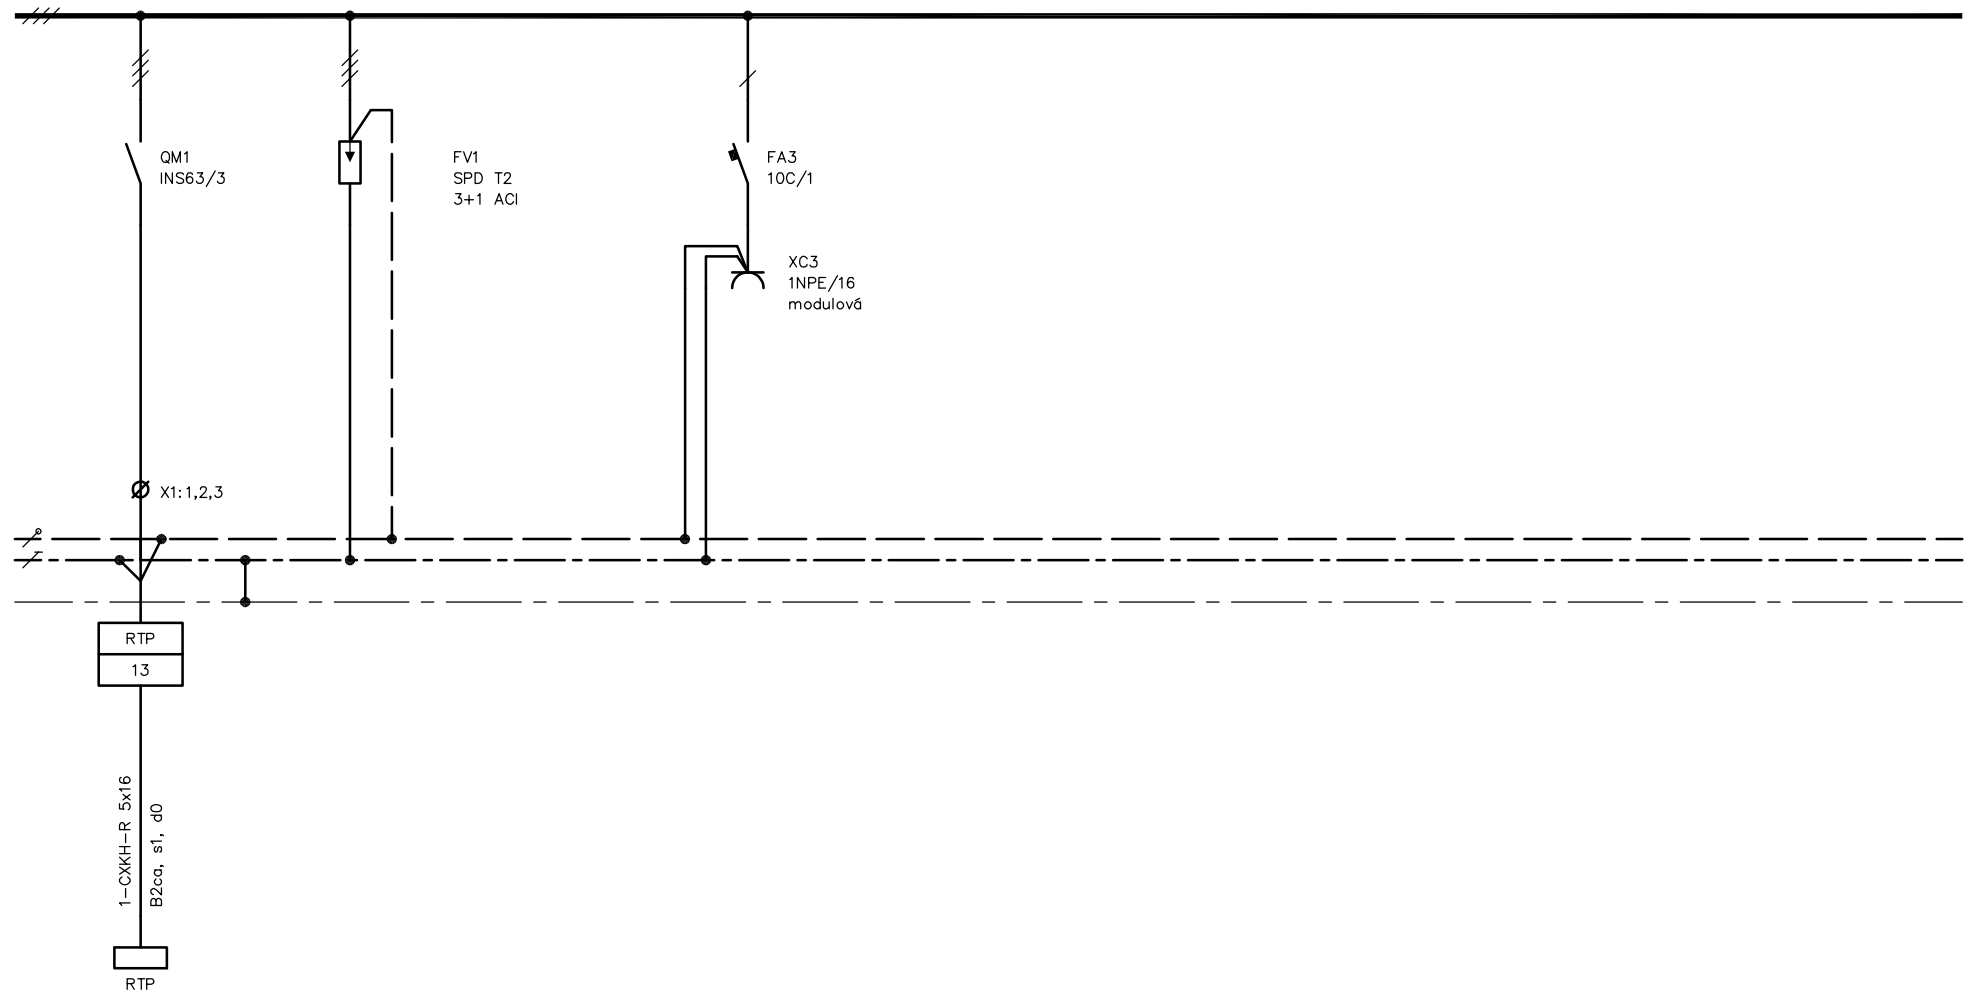 QM1
INS63/3
FV1
SPD T2
3+1 ACI
FA3
10C/1
XC3
1NPE/16
modulová
X1:1,2,3
RTP
13
1-CXKH-R 5x16
B2ca, s1, d0
RTP